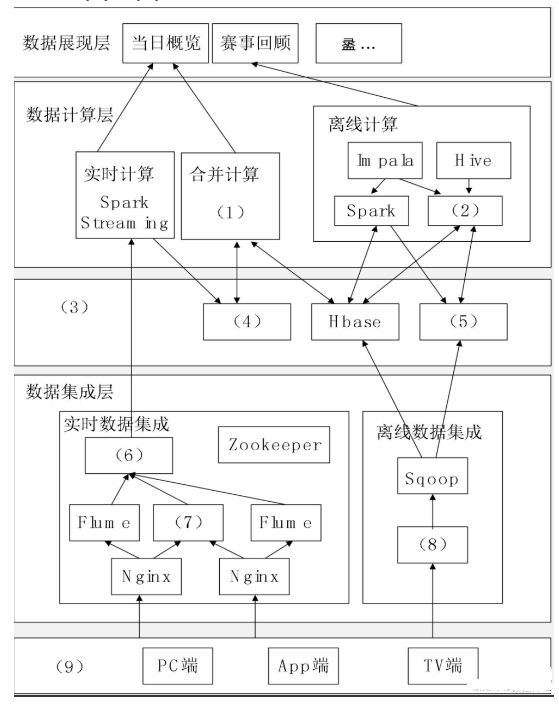 数据展现层
当日概览
赛事回顾
...
数据计算层
离线计算
实时计算
Spark
Streaming
合并计算
(1)
Impala
Hive
Spark
(2)
(3)
(4)
Hbase
(5)
数据集成层
实时数据集成
(6)
Zookeeper
离线数据集成
Sqoop
Flume
(7)
Flume
(8)
Nginx
Nginx
(9)
PC端
App端
TV端